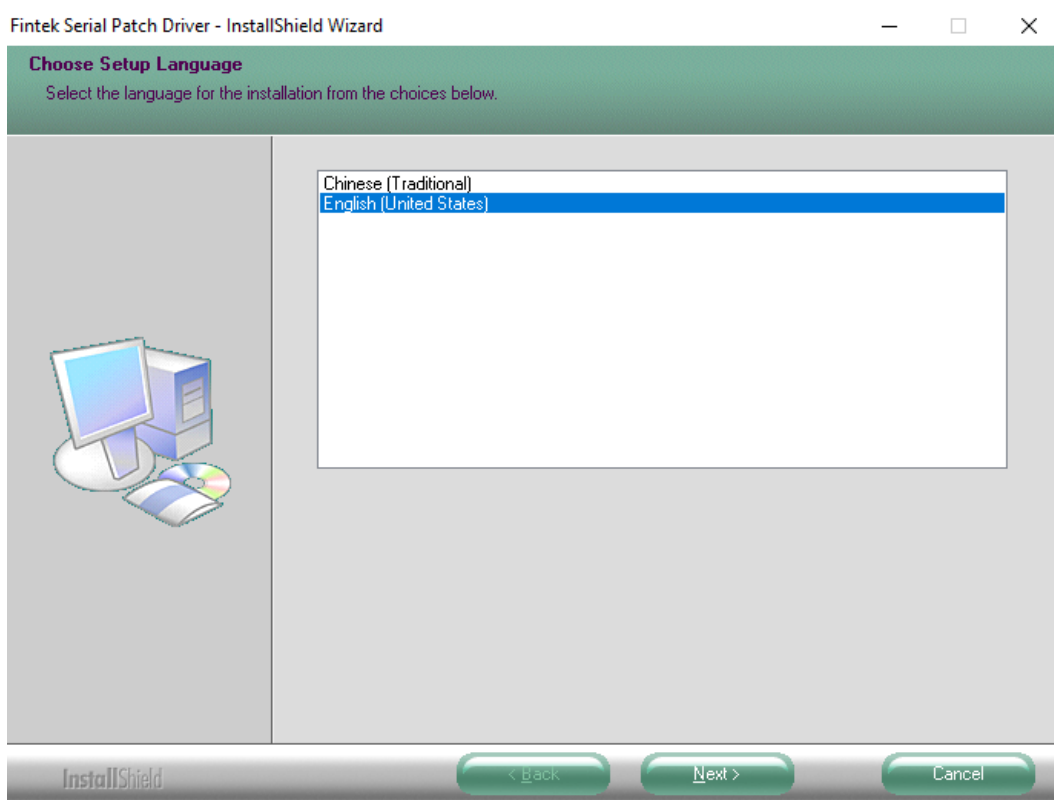 Fintek Serial Patch Driver - InstallShield Wizard
Choose Setup Language
Select the language for the installation from the choices below.
Chinese (Traditional)
English (United States)
InstallShield
< Back
Next >
Cancel